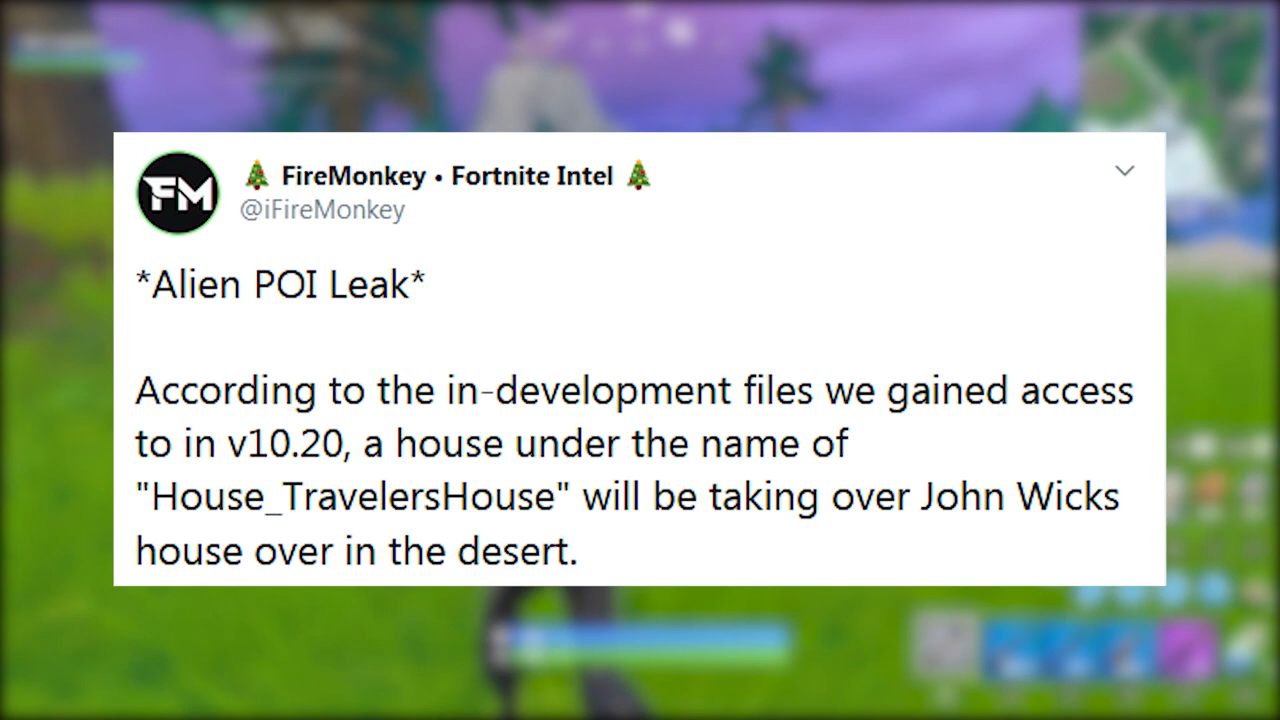 FM
🎄 FireMonkey • Fortnite Intel 🎄
@iFireMonkey
*Alien POI Leak*
According to the in-development files we gained access
to in v10.20, a house under the name of
"House_TravelersHouse" will be taking over John Wicks
house over in the desert.